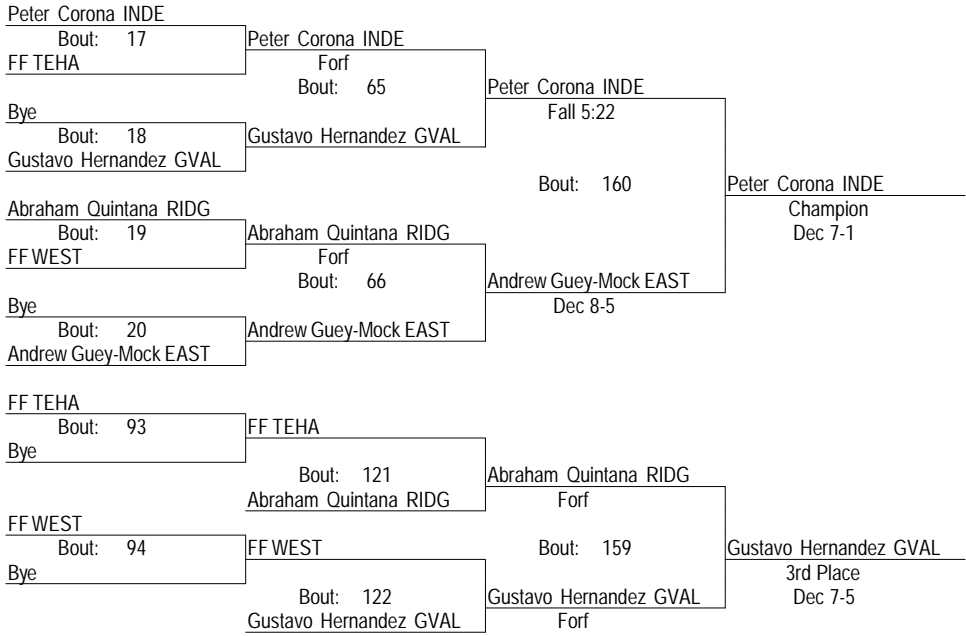 Peter Corona INDE
Bout: 17
Peter Corona INDE
FF TEHA
Forf
Bout: 65
Peter Corona INDE
Bye
Fall 5:22
Bout: 18
Gustavo Hernandez GVAL
Gustavo Hernandez GVAL
Bout: 160
Peter Corona INDE
Abraham Quintana RIDG
Champion
Bout: 19
Abraham Quintana RIDG
Dec 7-1
FF WEST
Forf
Bout: 66
Andrew Guey-Mock EAST
Bye
Dec 8-5
Bout: 20
Andrew Guey-Mock EAST
Andrew Guey-Mock EAST
FF TEHA
Bout: 93
FF TEHA
Bye
Bout: 121
Abraham Quintana RIDG
Abraham Quintana RIDG
Forf
FF WEST
Bout: 94
FF WEST
Bout: 159
Gustavo Hernandez GVAL
Bye
3rd Place
Bout: 122
Gustavo Hernandez GVAL
Dec 7-5
Gustavo Hernandez GVAL
Forf